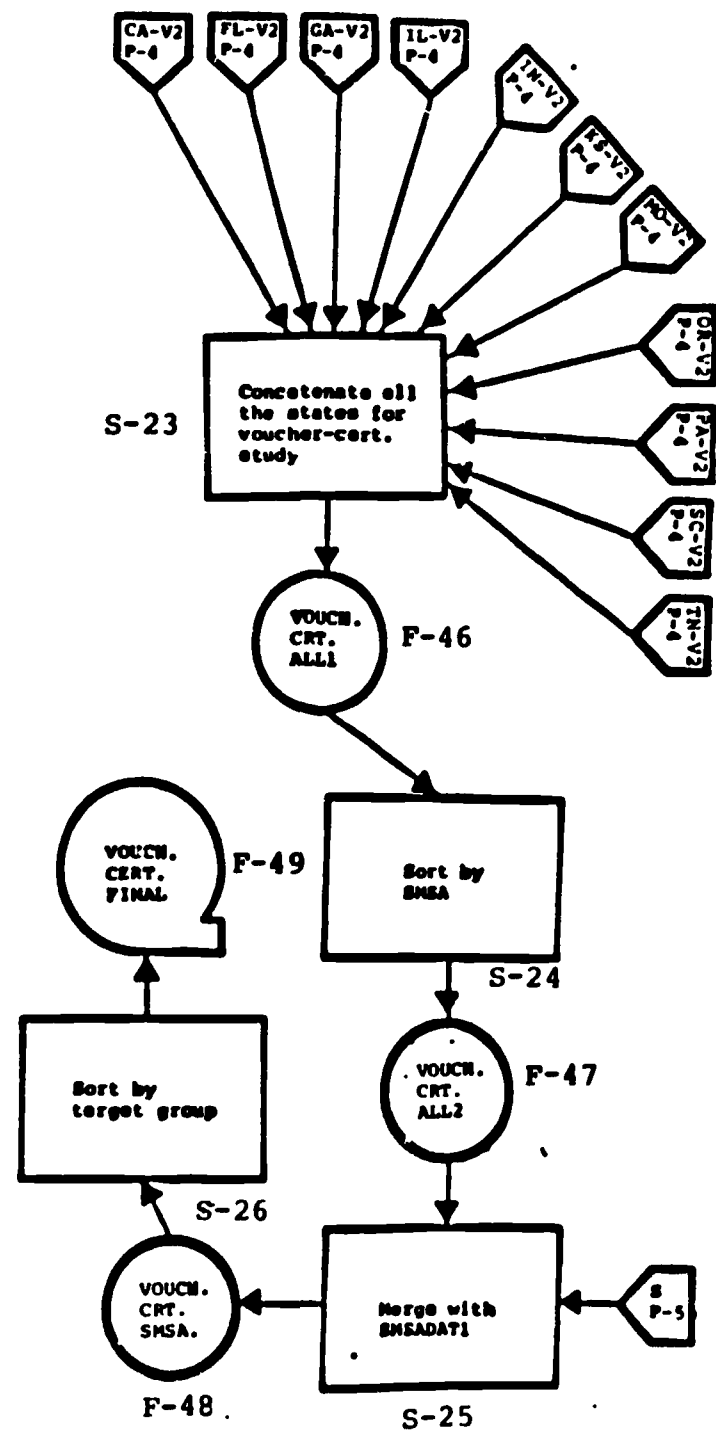 CA-V2
P-4
FL-V2
P-4
GA-V2
P-4
IL-V2
P-4
IN-V2
P-4
KS-V2
P-4
MO-V2
P-4
P-4
PA-V2
P-4
SC-V2
P-4
TN-V2
P-4
S-23
Concatenate all
the states for
voucher-cert.
study
VOUCH.
CRT.
ALL1
F-46
VOUCH.
CERT.
FINAL
F-49
Sort by
SMSA
S-24
VOUCH.
CRT.
ALL2
F-47
Sort by
target group
S-26
VOUCH.
CRT.
SMSA.
F-48
Merge with
SMSADAT1
S-25
S
P-5